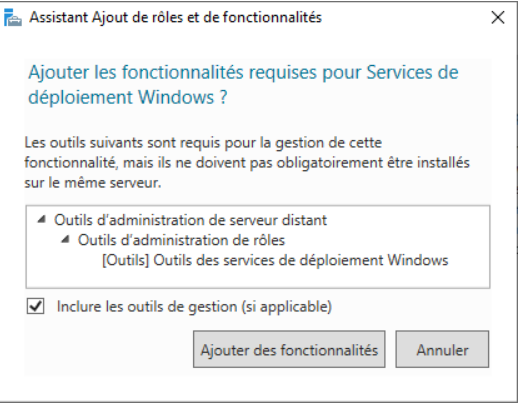 Assistant Ajout de rôles et de fonctionnalités
Ajouter les fonctionnalités requises pour Services de
déploiement Windows ?
Les outils suivants sont requis pour la gestion de cette
fonctionnalité, mais ils ne doivent pas obligatoirement être installés
sur le même serveur.
Outils d'administration de serveur distant
Outils d'administration de rôles
[Outils] Outils des services de déploiement Windows
Inclure les outils de gestion (si applicable)
Ajouter des fonctionnalités
Annuler